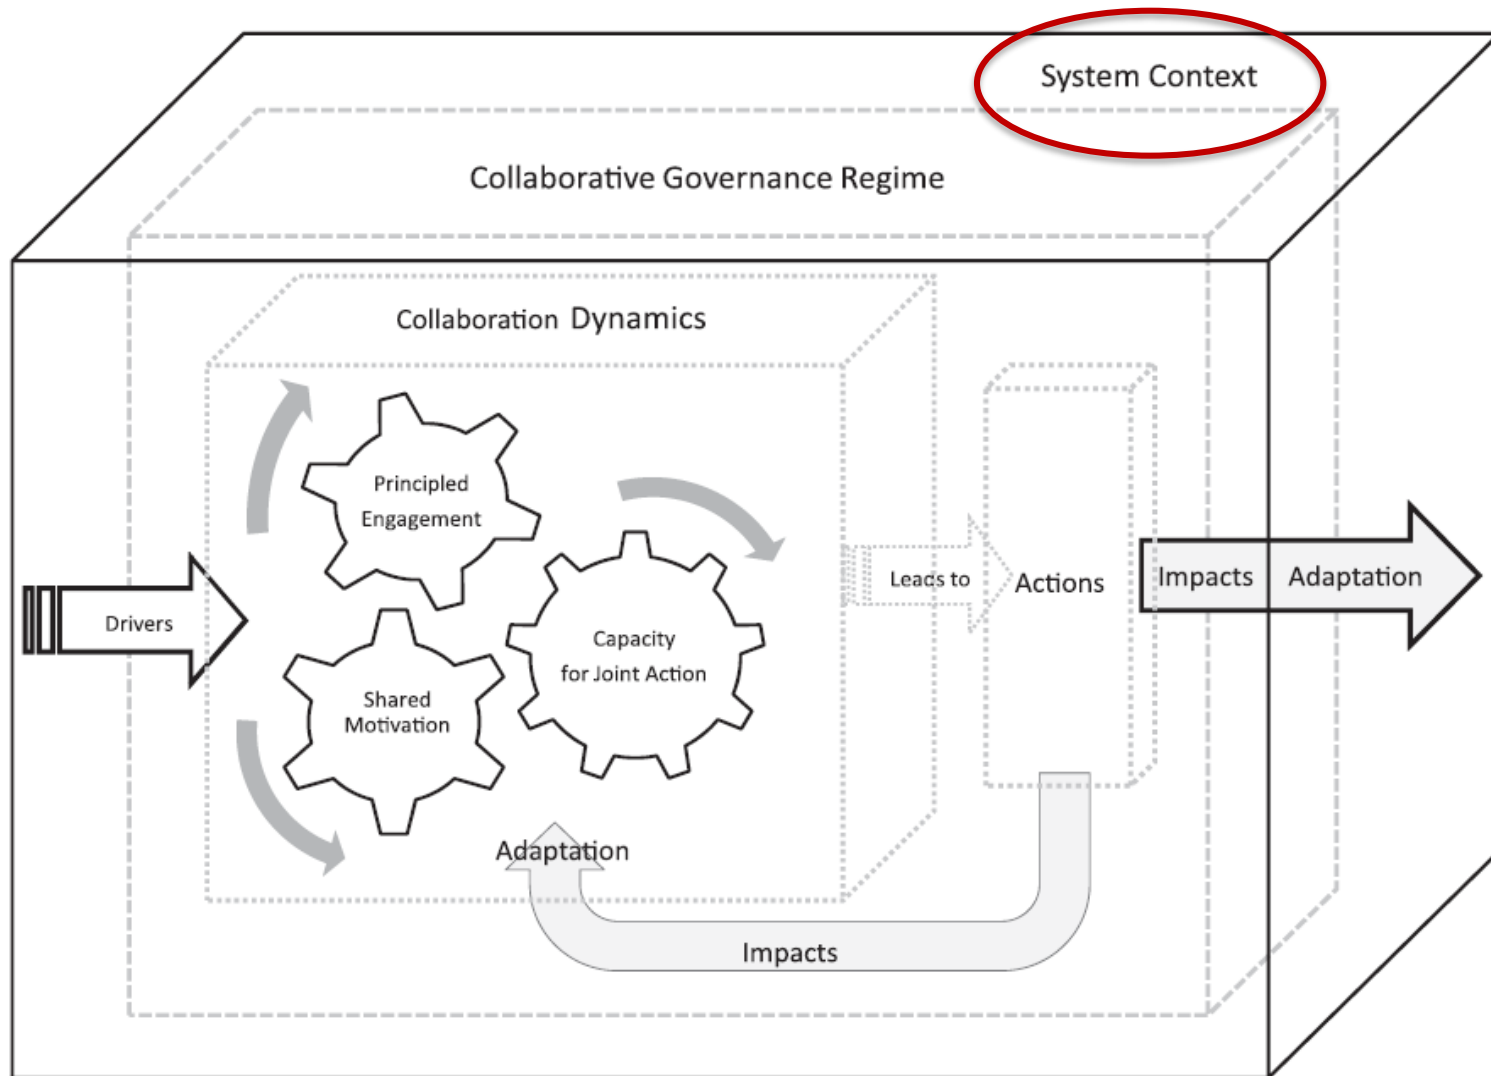 System Context
Collaborative Governance Regime
Collaboration Dynamics
Principled
Engagement
Drivers
Capacity
for Joint Action
Shared
Motivation
Leads to
Actions
Impacts
Adaptation
Adaptation
Impacts